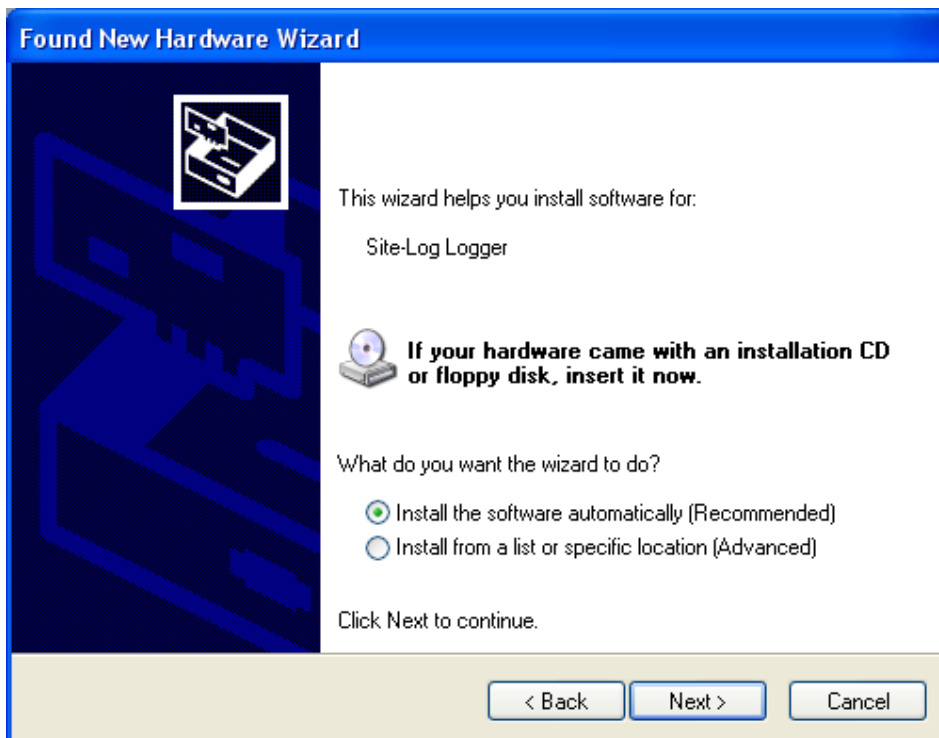 Found New Hardware Wizard
This wizard helps you install software for:
Site-Log Logger
If your hardware came with an installation CD
or floppy disk, insert it now.
What do you want the wizard to do?
Install the software automatically (Recommended)
Install from a list or specific location (Advanced)
Click Next to continue.
< Back Next > Cancel